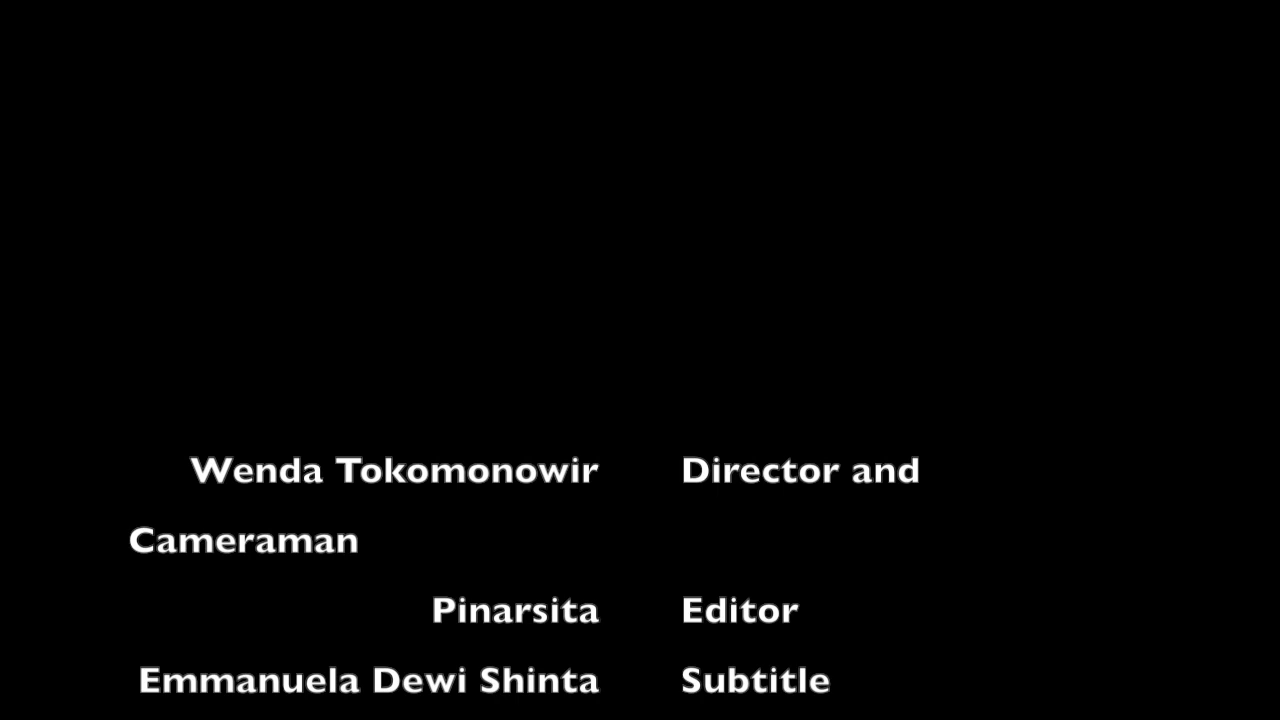 Wenda Tokomonowir Director and
Cameraman
Pinarsita Editor
Emmanuela Dewi Shinta Subtitle